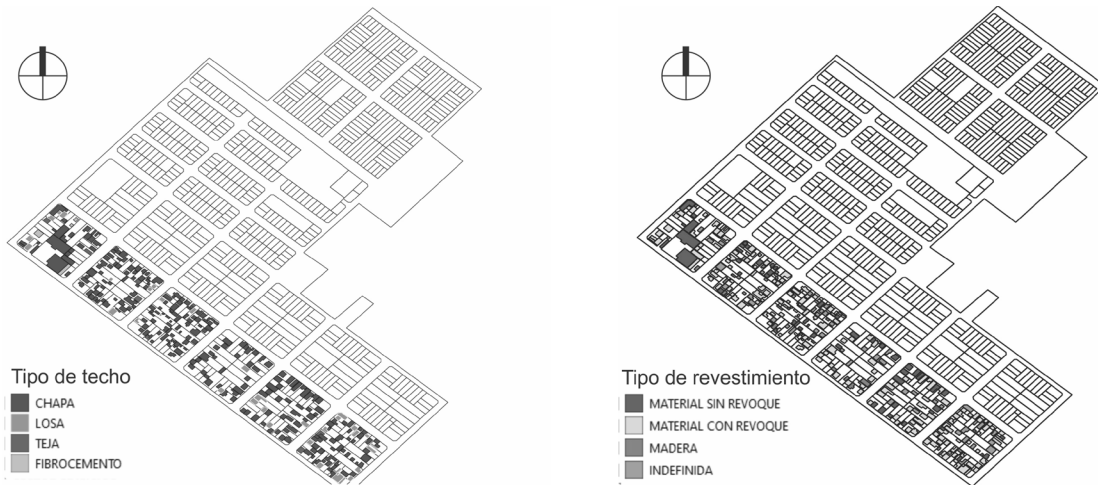 Tipo de techo
CHAPA
LOSA
TEJA
FIBROCEMENTO
Tipo de revestimiento
MATERIAL SIN REVOQUE
MATERIAL CON REVOQUE
MADERA
INDEFINIDA